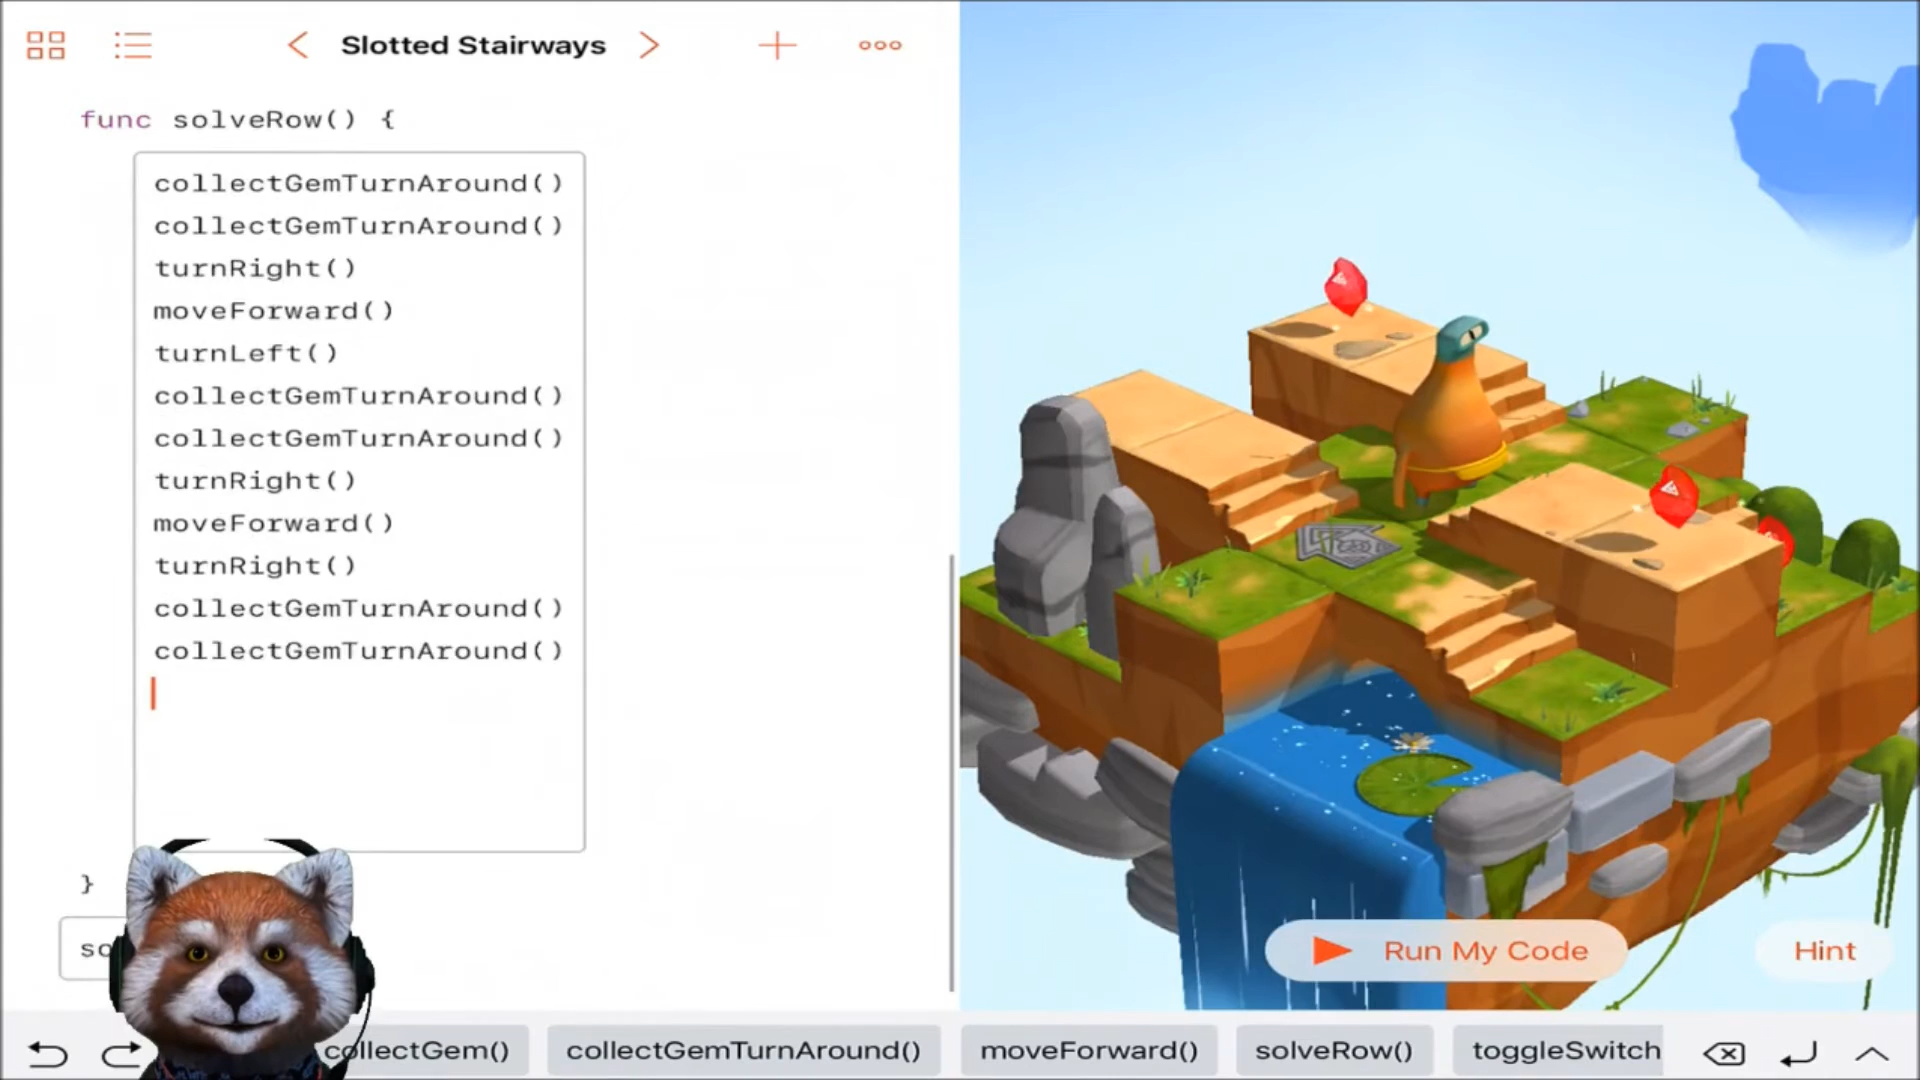 Slotted Stairways
func solveRow() {
collectGemTurnAround()
collectGemTurnAround()
turnRight()
moveForward()
turnLeft()
collectGemTurnAround()
collectGemTurnAround()
turnRight()
moveForward()
turnRight()
collectGemTurnAround()
collectGemTurnAround()
}
so
Run My Code
Hint
collectGem()
collectGemTurnAround()
moveForward()
solveRow()
toggleSwitch